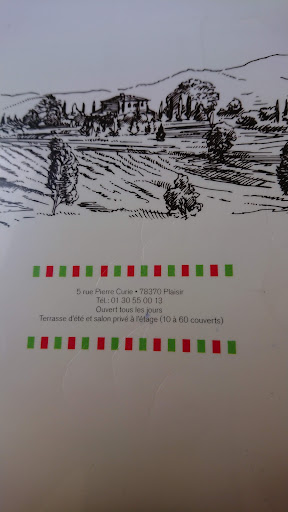 5 rue Pierre Curie • 78370 Plaisir
Tél.: 01 30 55 00 13
Ouvert tous les jours
Terrasse d'été et salon privé à l'étage (10 à 60 couverts)